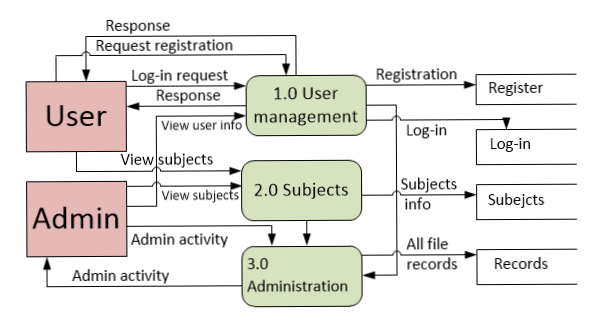 Response
Request registration
Log-in request
Response
View user info
User
1.0 User
management
Registration
Register
Log-in
Log-in
View subjects
View subjects
Admin
2.0 Subjects
Subjects
info
Subejcts
Admin activity
3.0
Administration
All file
records
Records
Admin activity